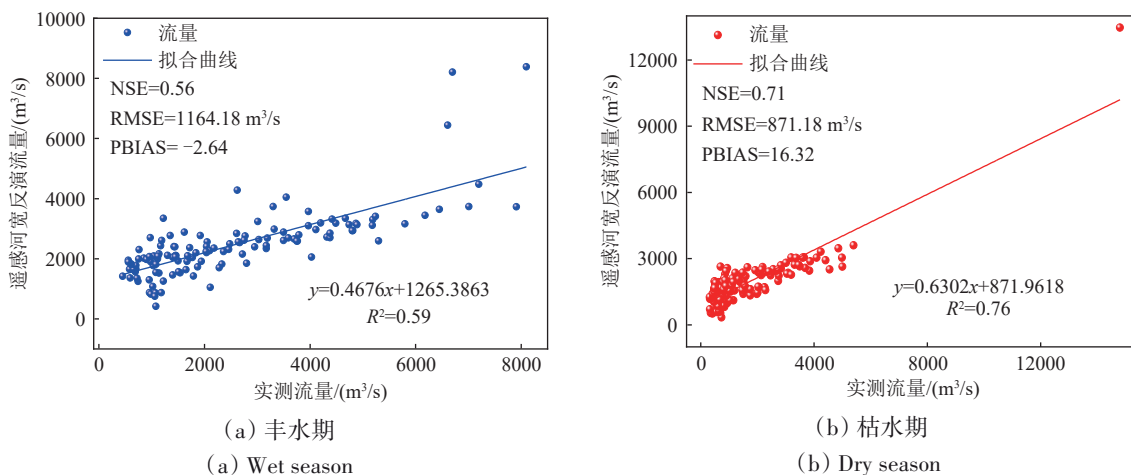 10000
8000
6000
4000
2000
0
遥感河宽反演流量/(m³/s)
流量
拟合曲线
NSE=0.56
RMSE=1164.18 m³/s
PBIAS= −2.64
y=0.4676x+1265.3863
R²=0.59
0 2000 4000 6000 8000
实测流量/(m³/s)
(a) 丰水期
(a) Wet season
12000
9000
6000
3000
0
遥感河宽反演流量/(m³/s)
流量
拟合曲线
NSE=0.71
RMSE=871.18 m³/s
PBIAS=16.32
y=0.6302x+871.9618
R²=0.76
0 4000 8000 12000
实测流量/(m³/s)
(b) 枯水期
(b) Dry season